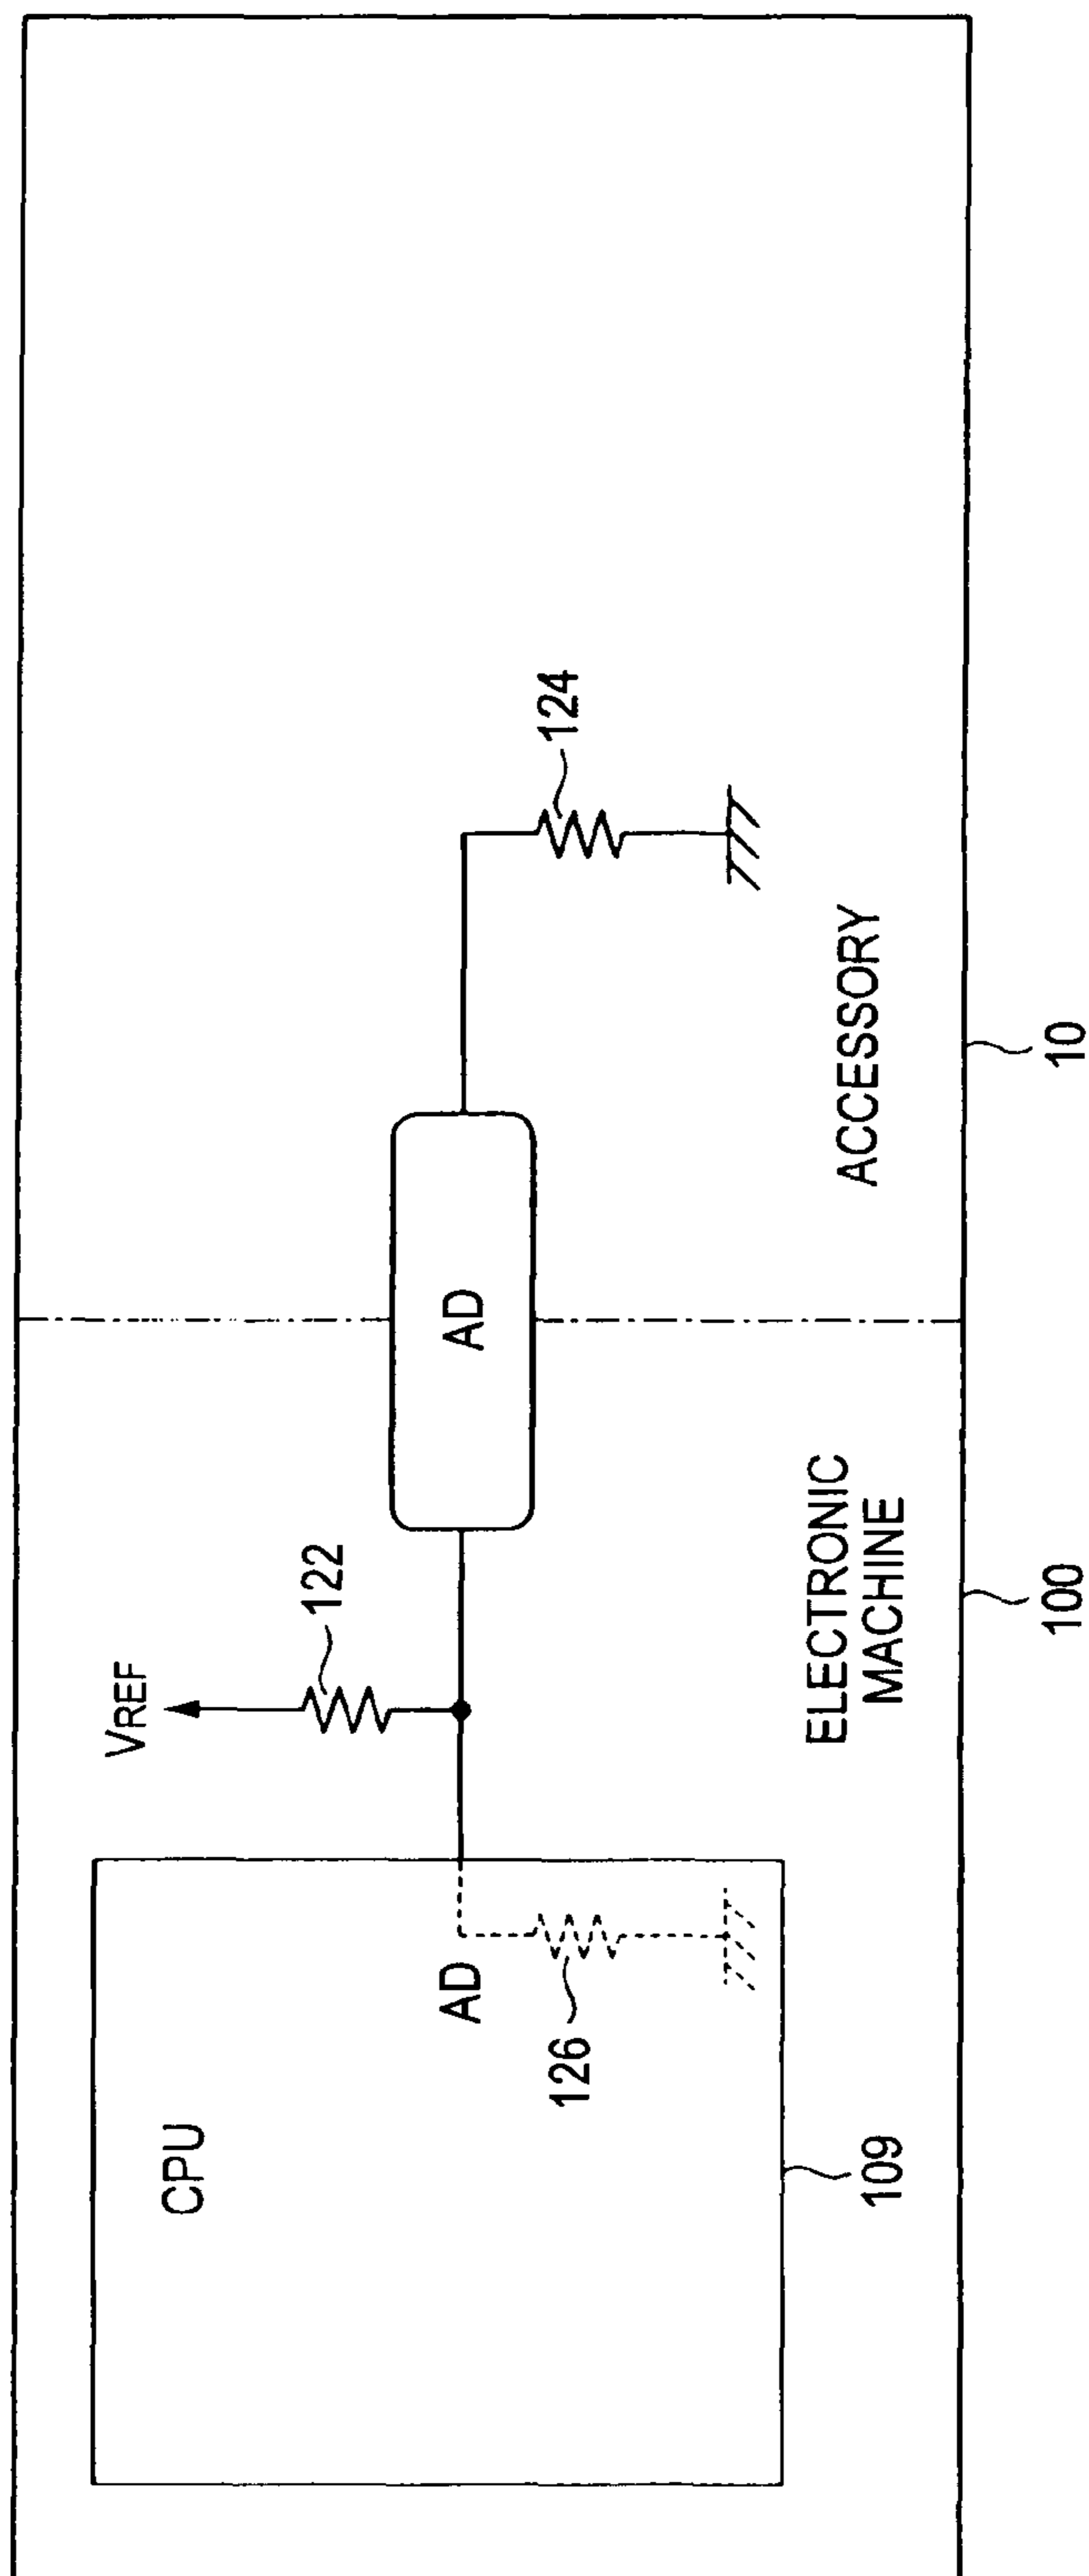 VREF
122
CPU
AD
126
109
AD
124
ELECTRONIC
MACHINE
100
ACCESSORY
10